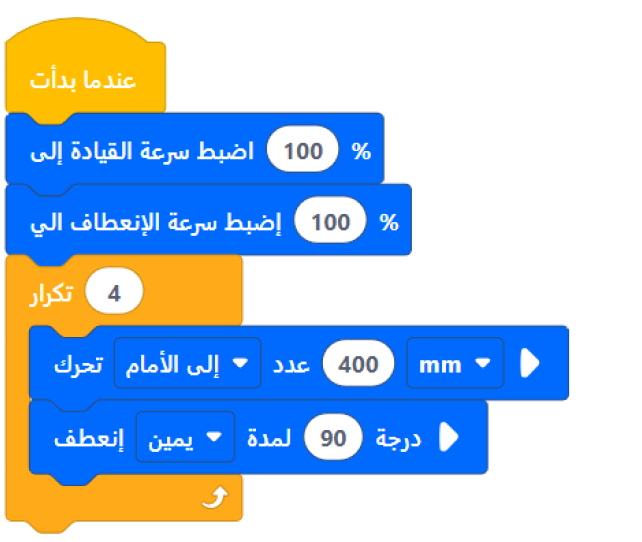 عندما بدأت
اضبط سرعة القيادة إلى 100 %
إضبط سرعة الإنعطاف الي 100 %
تكرار 4
تحرك إلى الأمام عدد 400 mm
إنعطف يمين لمدة 90 درجة